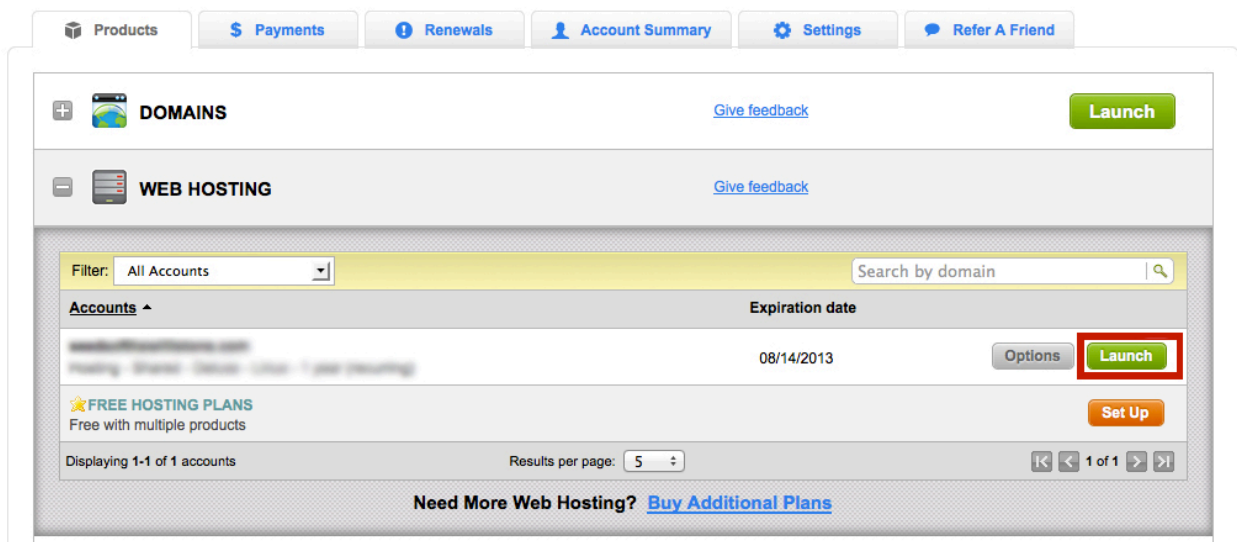 Products $ Payments Renewals Account Summary Settings Refer A Friend
DOMAINS Give feedback Launch
WEB HOSTING Give feedback
Filter: All Accounts Search by domain
Accounts Expiration date
08/14/2013 Options Launch
FREE HOSTING PLANS Set Up
Free with multiple products
Displaying 1-1 of 1 accounts Results per page: 5 1 of 1
Need More Web Hosting? Buy Additional Plans